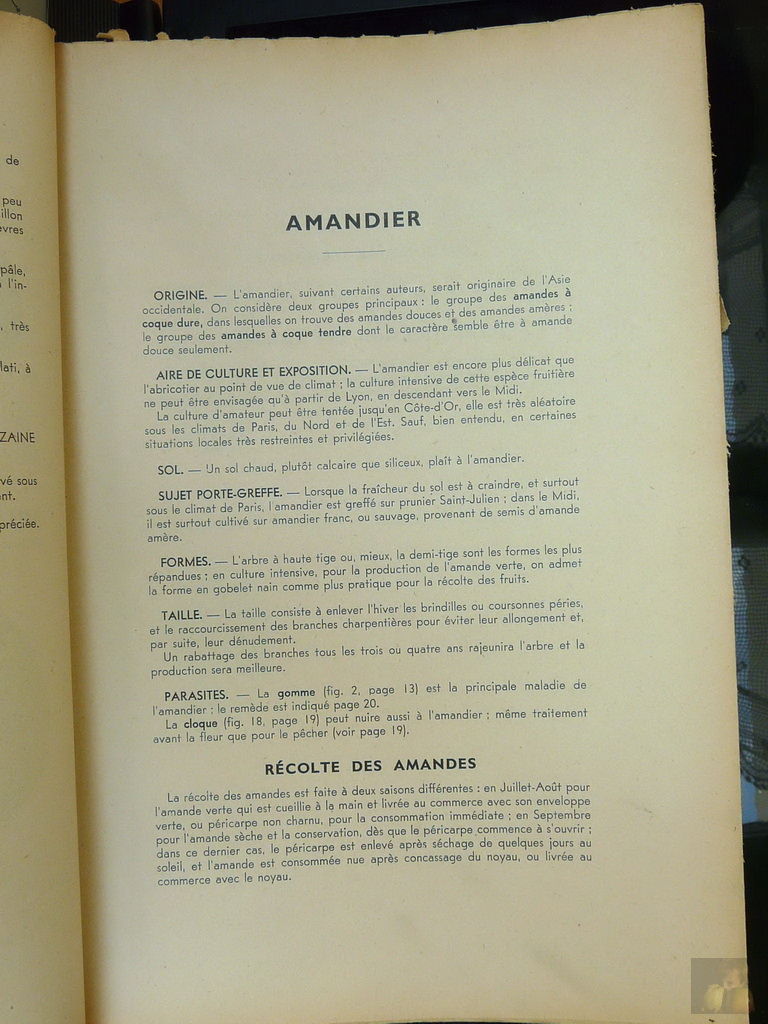 de
peu
illon
èvres
pâle,
l'in-
, très
lati, à
ZAINE
vé sous
nt.
préciée.
AMANDIER
ORIGINE. — L'amandier, suivant certains auteurs, serait originaire de l'Asie
occidentale. On considère deux groupes principaux : le groupe des amandes à
coque dure, dans lesquelles on trouve des amandes douces et des amandes amères ;
le groupe des amandes à coque tendre dont le caractère semble être à amande
douce seulement.
AIRE DE CULTURE ET EXPOSITION. — L'amandier est encore plus délicat que
l'abricotier au point de vue de climat ; la culture intensive de cette espèce fruitière
ne peut être envisagée qu'à partir de Lyon, en descendant vers le Midi.
La culture d'amateur peut être tentée jusqu'en Côte-d'Or, elle est très aléatoire
sous les climats de Paris, du Nord et de l'Est. Sauf, bien entendu, en certaines
situations locales très restreintes et privilégiées.
SOL. — Un sol chaud, plutôt calcaire que siliceux, plaît à l'amandier.
SUJET PORTE-GREFFE. — Lorsque la fraîcheur du sol est à craindre, et surtout
sous le climat de Paris, l'amandier est greffé sur prunier Saint-Julien ; dans le Midi,
il est surtout cultivé sur amandier franc, ou sauvage, provenant de semis d'amande
amère.
FORMES. — L'arbre à haute tige ou, mieux, la demi-tige sont les formes les plus
répandues ; en culture intensive, pour la production de l'amande verte, on admet
la forme en gobelet nain comme plus pratique pour la récolte des fruits.
TAILLE. — La taille consiste à enlever l'hiver les brindilles ou coursonnes péries,
et le raccourcissement des branches charpentières pour éviter leur allongement et,
par suite, leur dénudement.
Un rabattage des branches tous les trois ou quatre ans rajeunira l'arbre et la
production sera meilleure.
PARASITES. — La gomme (fig. 2, page 13) est la principale maladie de
l'amandier : le remède est indiqué page 20.
La cloque (fig. 18, page 19) peut nuire aussi à l'amandier ; même traitement
avant la fleur que pour le pêcher (voir page 19).
RÉCOLTE DES AMANDES
La récolte des amandes est faite à deux saisons différentes : en Juillet-Août pour
l'amande verte qui est cueillie à la main et livrée au commerce avec son enveloppe
verte, ou péricarpe non charnu, pour la consommation immédiate ; en Septembre
pour l'amande sèche et la conservation, dès que le péricarpe commence à s'ouvrir ;
dans ce dernier cas, le péricarpe est enlevé après séchage de quelques jours au
soleil, et l'amande est consommée nue après concassage du noyau, ou livrée au
commerce avec le noyau.